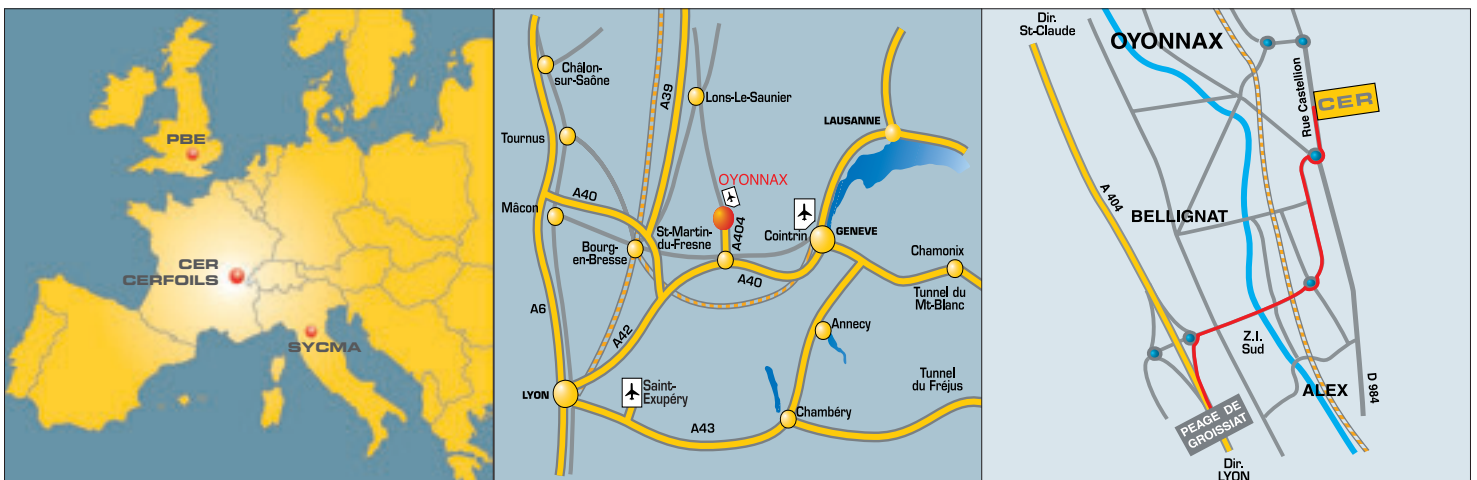 PBE
CER
CERFOILS
SYCMA
Châlon-
sur-Saône
A39
Lons-Le-Saunier
LAUSANNE
Tournus
OYONNAX
A40
Mâcon
St-Martin-
du-Fresne
A404
Cointrin
GENEVE
Bourg-
en-Bresse
Chamonix
A40
Tunnel du
Mt-Blanc
A6
A42
Annecy
LYON
Saint-
Exupéry
Tunnel
du Fréjus
Chambéry
A43
Dir.
St-Claude
OYONNAX
Rue Castellion
CER
A 404
BELLIGNAT
Z.I.
Sud
ALEX
D 984
PEAGE DE
GROISSIAT
Dir.
LYON